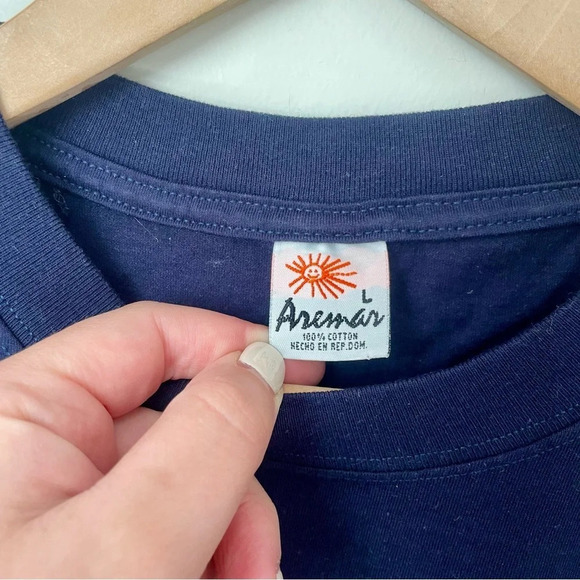 L
Aremar
100% COTTON
HECHO EN REP.DOM.